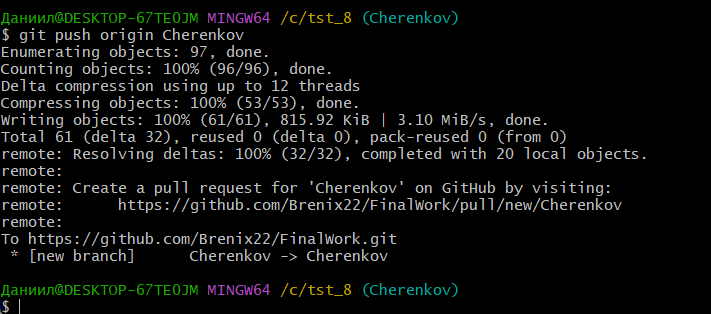 Даниил@DESKTOP-67TE0JM MINGW64 /c/tst_8 (Cherenkov)
$ git push origin Cherenkov
Enumerating objects: 97, done.
Counting objects: 100% (96/96), done.
Delta compression using up to 12 threads
Compressing objects: 100% (53/53), done.
Writing objects: 100% (61/61), 815.92 KiB | 3.10 MiB/s, done.
Total 61 (delta 32), reused 0 (delta 0), pack-reused 0 (from 0)
remote: Resolving deltas: 100% (32/32), completed with 20 local objects.
remote:
remote: Create a pull request for 'Cherenkov' on GitHub by visiting:
remote:      https://github.com/Brenix22/FinalWork/pull/new/Cherenkov
remote:
To https://github.com/Brenix22/FinalWork.git
 * [new branch]      Cherenkov -> Cherenkov
Даниил@DESKTOP-67TE0JM MINGW64 /c/tst_8 (Cherenkov)
$